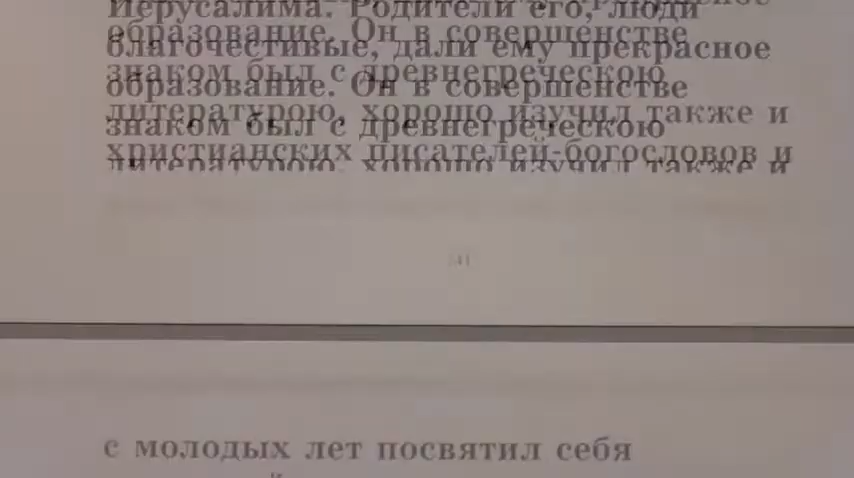 Иерусалима. Родители его, люди
благочестивые, дали ему прекрасное
образование. Он в совершенстве
знаком был с древнегреческою
литературою, хорошо изучил также и
христианских писателей-богословов и
с молодых лет посвятил себя